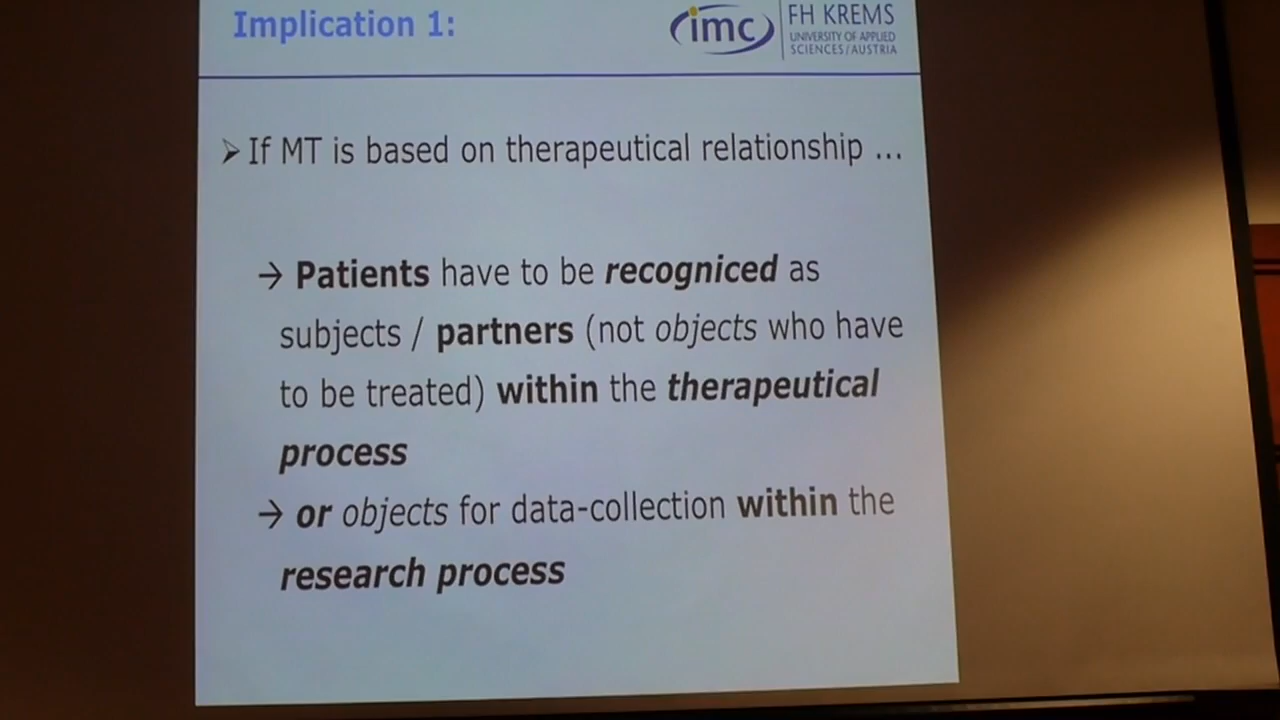 Implication 1:
imc
FH KREMS
UNIVERSITY OF APPLIED
SCIENCES/AUSTRIA
➢ If MT is based on therapeutical relationship ...
→ Patients have to be recogniced as
subjects / partners (not objects who have
to be treated) within the therapeutical
process
→ or objects for data-collection within the
research process